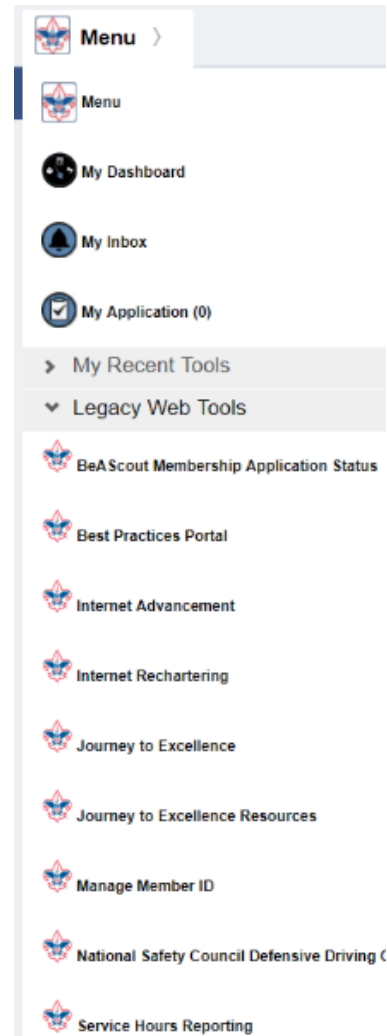 Menu
Menu
My Dashboard
My Inbox
My Application (0)
My Recent Tools
Legacy Web Tools
BeAScout Membership Application Status
Best Practices Portal
Internet Advancement
Internet Rechartering
Journey to Excellence
Journey to Excellence Resources
Manage Member ID
National Safety Council Defensive Driving
Service Hours Reporting